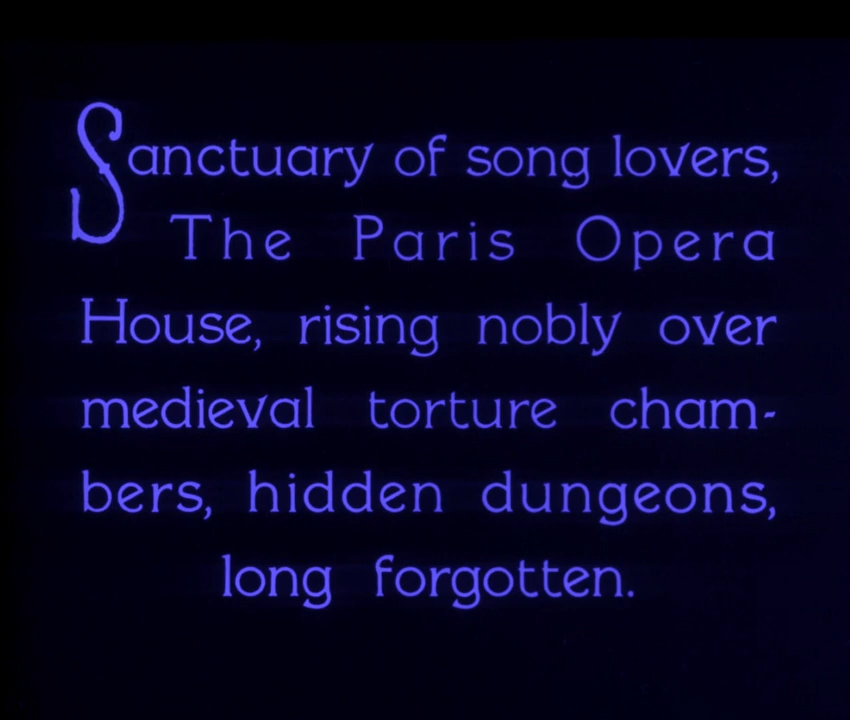 Sanctuary of song lovers,
The Paris Opera
House, rising nobly over
medieval torture cham-
bers, hidden dungeons,
long forgotten.